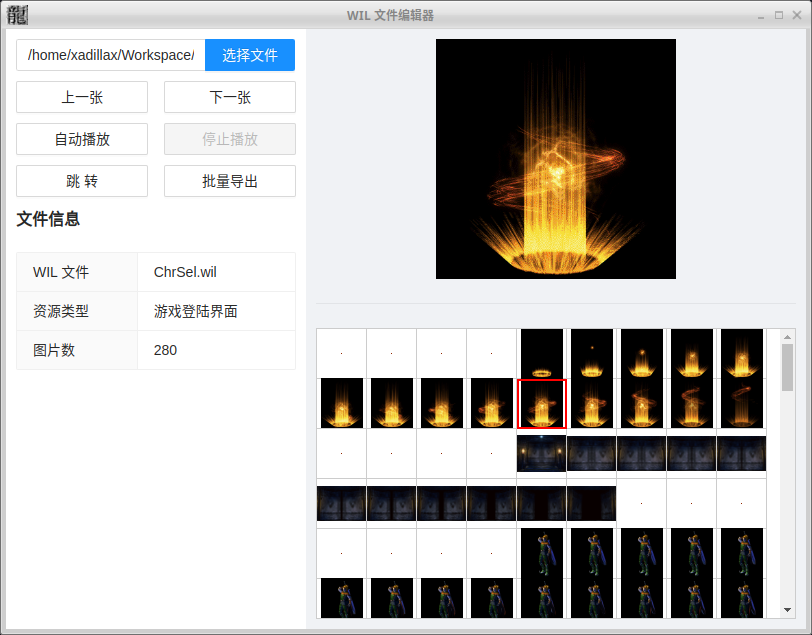 龍
WIL 文件编辑器
/home/xadillax/Workspace/
选择文件
上一张
下一张
自动播放
停止播放
跳 转
批量导出
文件信息
WIL 文件
ChrSel.wil
资源类型
游戏登陆界面
图片数
280